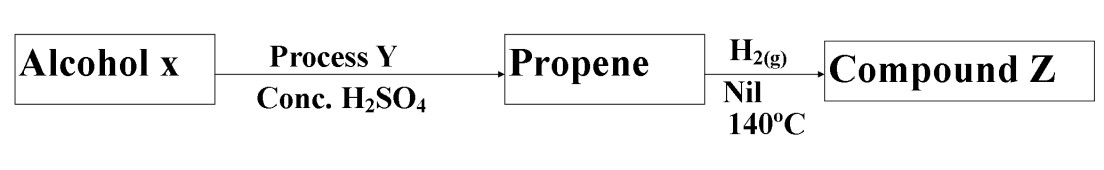 Alcohol x
Process Y
Conc. H₂SO₄
Propene
H₂(g)
Nil
140ºC
Compound Z